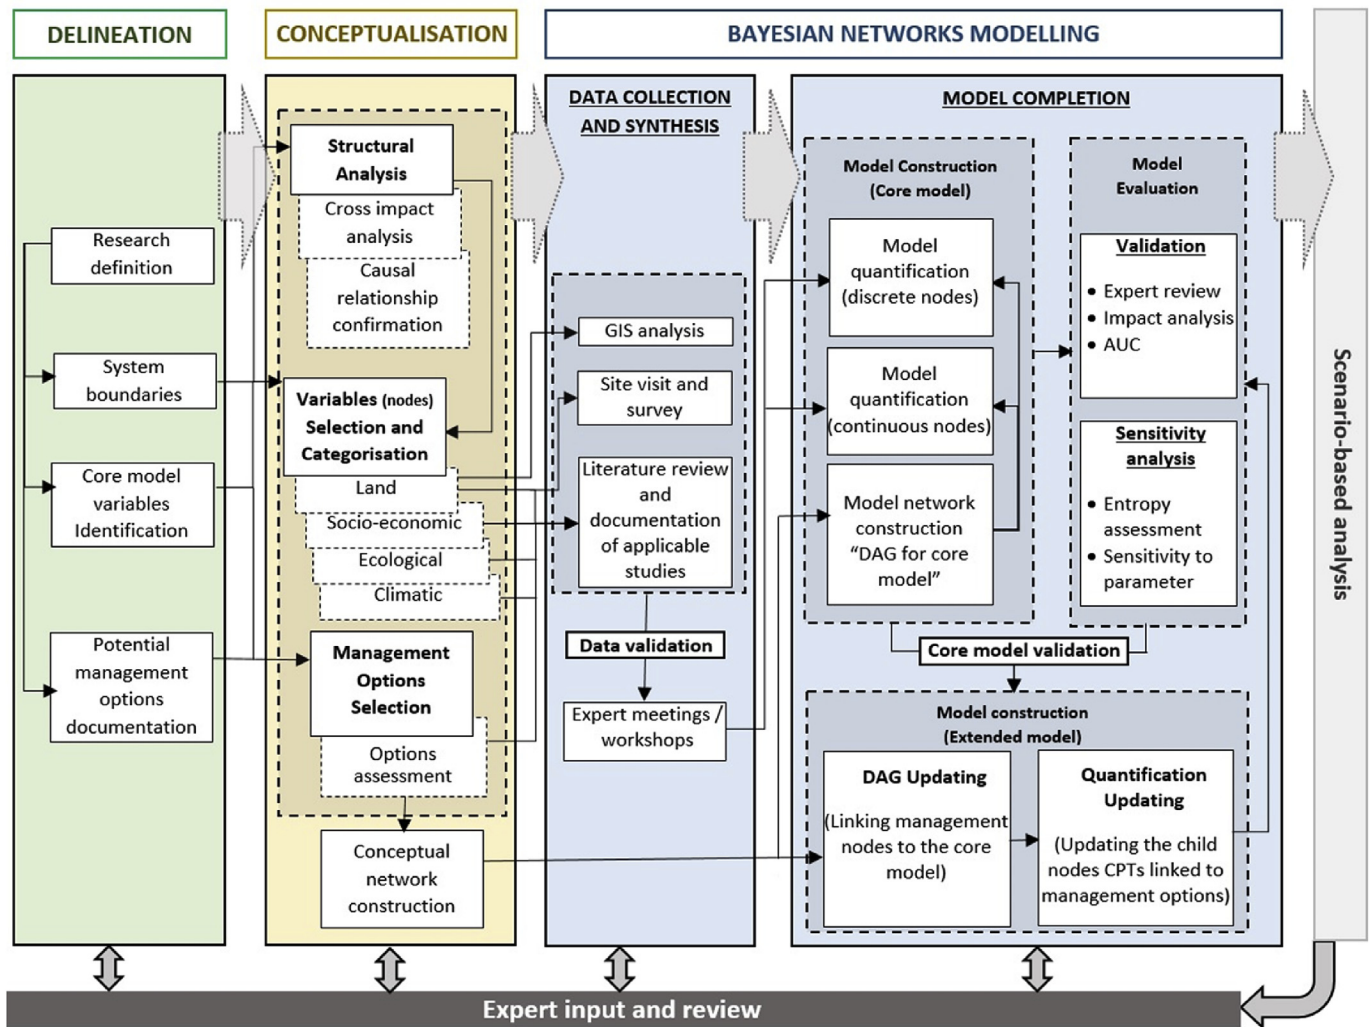 DELINEATION
CONCEPTUALISATION
BAYESIAN NETWORKS MODELLING
Research
definition
System
boundaries
Core model
variables
Identification
Potential
management
options
documentation
Structural
Analysis
Cross impact
analysis
Causal
relationship
confirmation
Variables (nodes)
Selection and
Categorisation
Land
Socio-economic
Ecological
Climatic
Management
Options
Selection
Options
assessment
Conceptual
network
construction
DATA COLLECTION
AND SYNTHESIS
GIS analysis
Site visit and
survey
Literature review
and
documentation
of applicable
studies
Data validation
Expert meetings /
workshops
MODEL COMPLETION
Model Construction
(Core model)
Model
quantification
(discrete nodes)
Model
quantification
(continuous nodes)
Model network
construction
“DAG for core
model”
Model
Evaluation
Validation
• Expert review
• Impact analysis
• AUC
Sensitivity
analysis
• Entropy
assessment
• Sensitivity to
parameter
Core model validation
Model construction
(Extended model)
DAG Updating
(Linking management
nodes to the core
model)
Quantification
Updating
(Updating the child
nodes CPTs linked to
management options)
Scenario-based analysis
Expert input and review